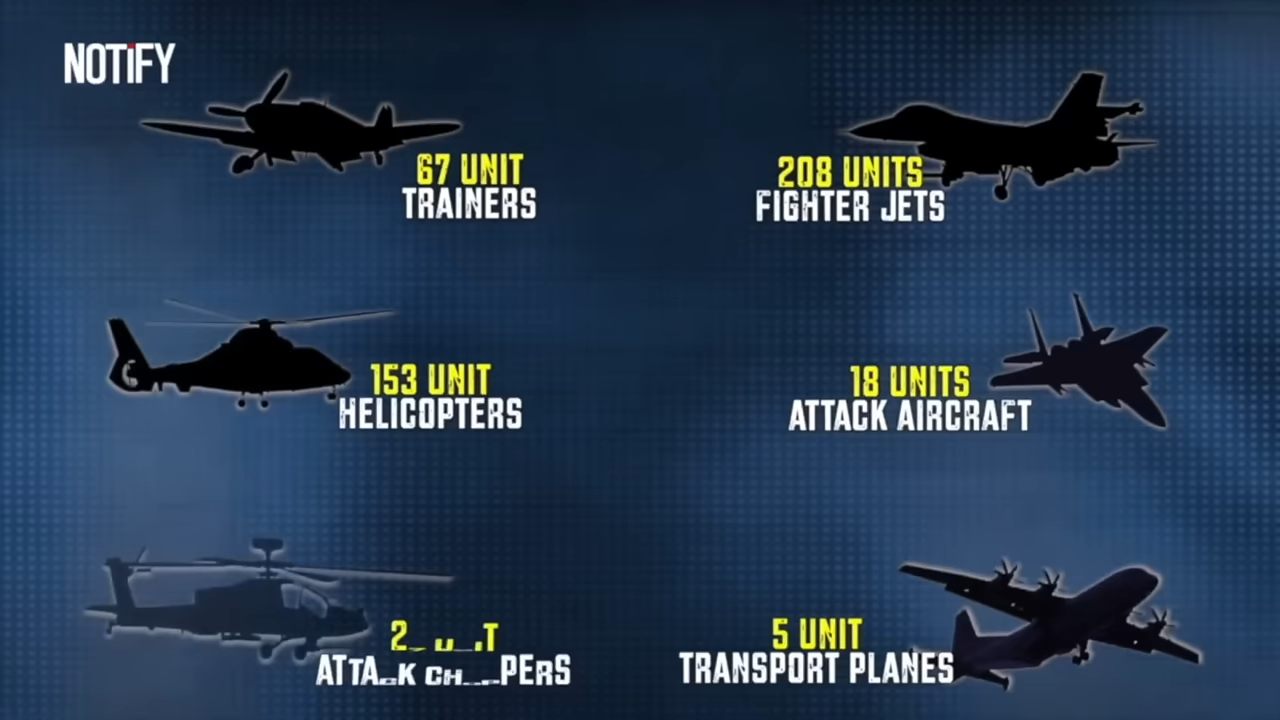 NOTiFY
67 UNIT
TRAINERS
208 UNITS
FIGHTER JETS
153 UNIT
HELICOPTERS
18 UNITS
ATTACK AIRCRAFT
5 UNIT
TRANSPORT PLANES